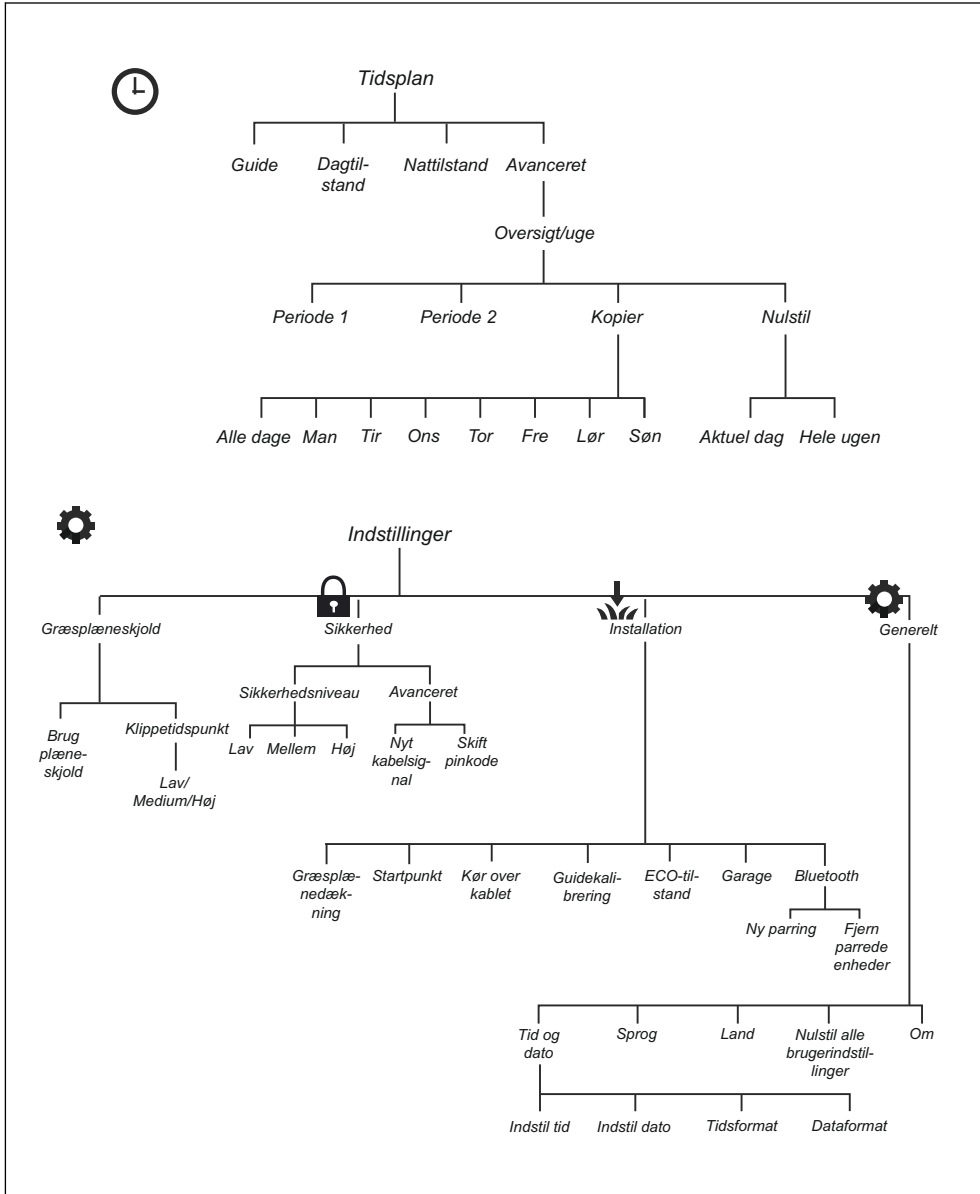 Tidsplan
Guide
Dagtil-
stand
Nattilstand
Avanceret
Oversigt/uge
Periode 1
Periode 2
Kopier
Nulstil
Alle dage
Man
Tir
Ons
Tor
Fre
Lør
Søn
Aktuel dag
Hele ugen
Indstillinger
Græsplæneskjold
Sikkerhed
Installation
Generelt
Brug
plæne-
skjold
Klippetidspunkt
Lav/
Medium/Høj
Sikkerhedsniveau
Avanceret
Lav
Mellem
Høj
Nyt
kabelsig-
nal
Skift
pinkode
Græsplæ-
nedæk-
ning
Startpunkt
Kør over
kablet
Guidekali-
brering
ECO-til-
stand
Garage
Bluetooth
Ny parring
Fjern
parrede
enheder
Tid og
dato
Sprog
Land
Nulstil alle
brugerindstil-
linger
Om
Indstil tid
Indstil dato
Tidsformat
Dataformat